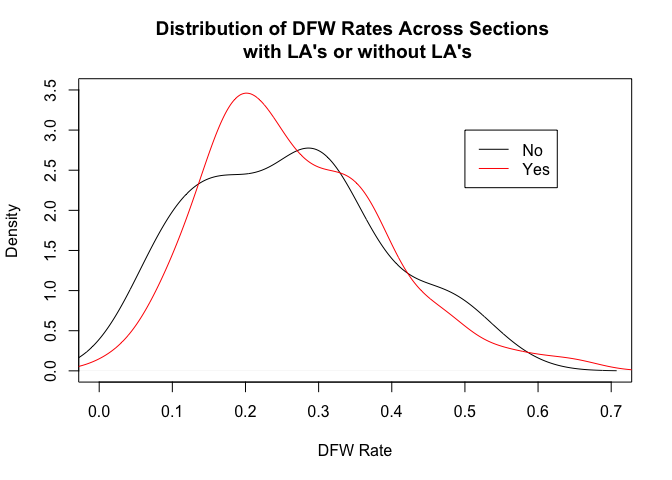 Distribution of DFW Rates Across Sections
with LA's or without LA's
3.5
3.0
2.5
2.0
1.5
1.0
0.5
0.0
Density
No
Yes
0.0 0.1 0.2 0.3 0.4 0.5 0.6 0.7
DFW Rate